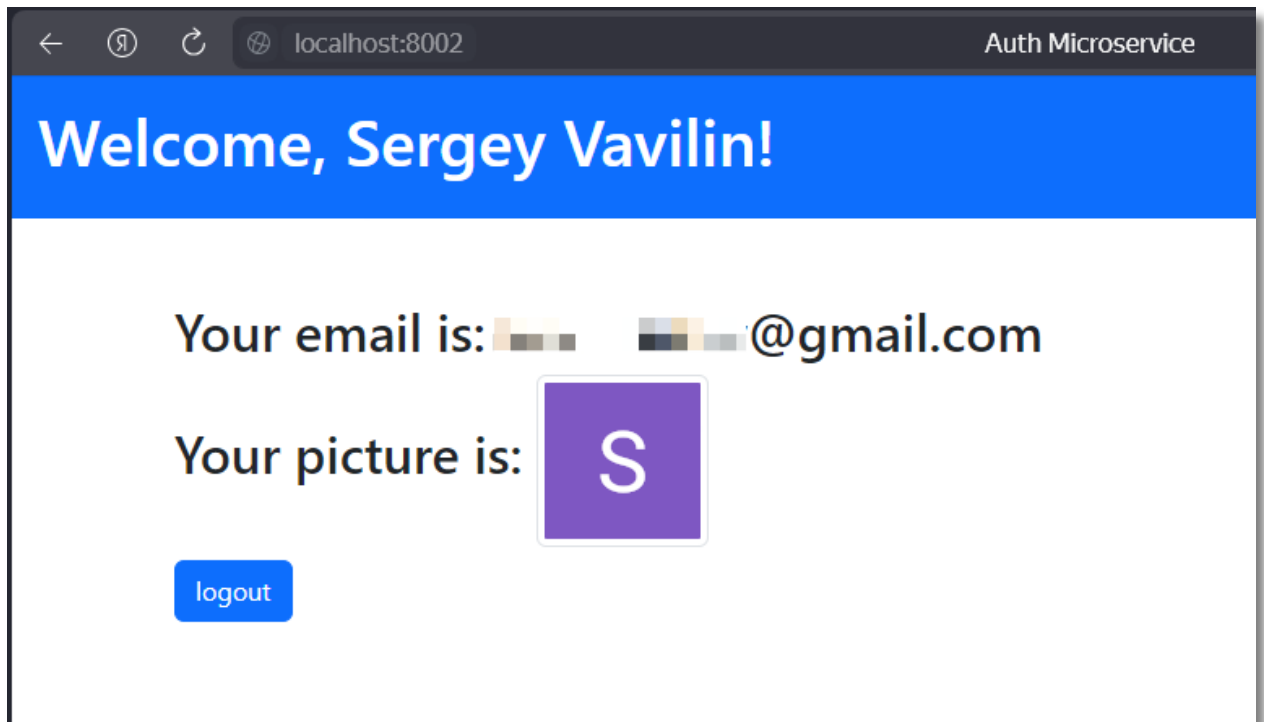 localhost:8002 Auth Microservice
Welcome, Sergey Vavilin!
Your email is: @gmail.com
Your picture is: S
logout